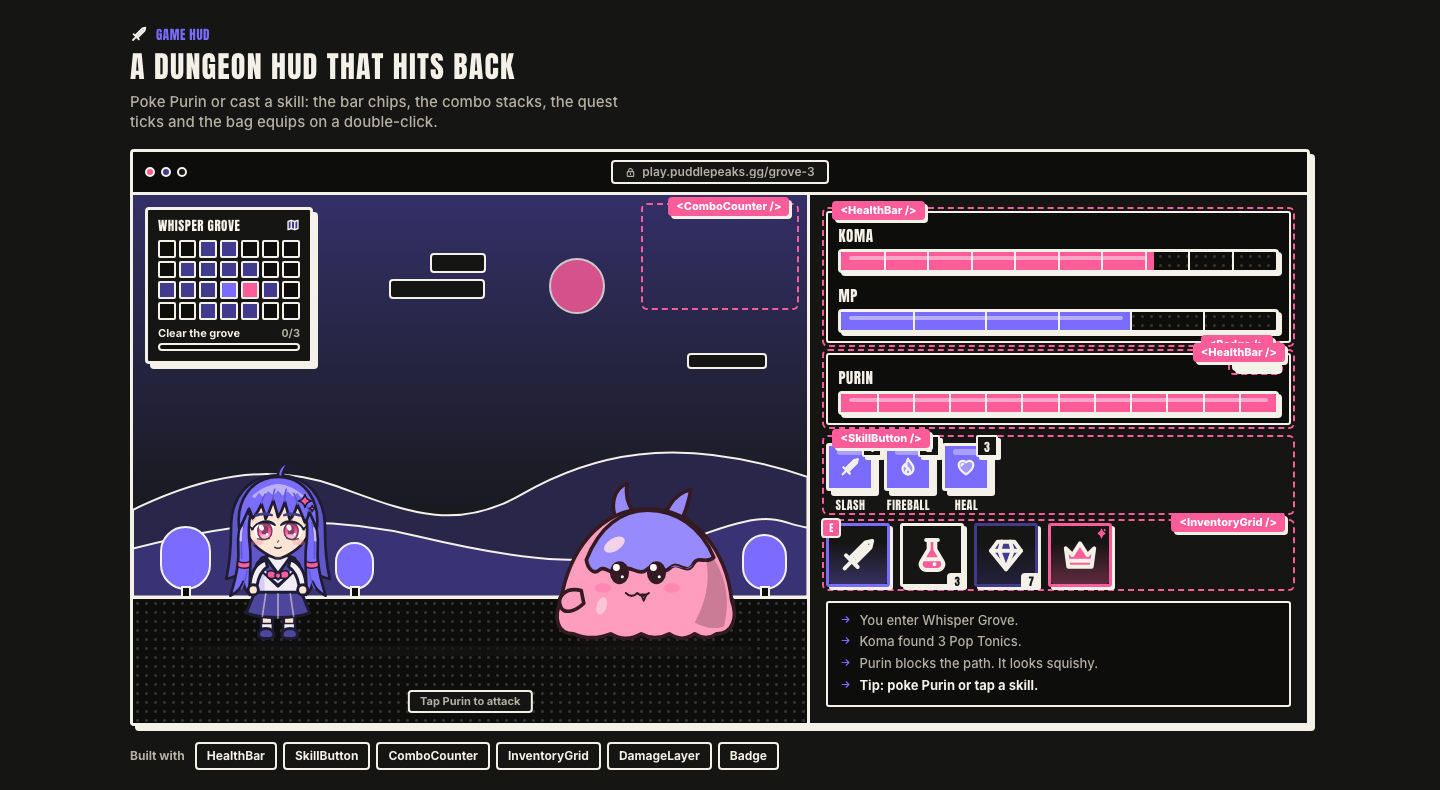 GAME HUD
A DUNGEON HUD THAT HITS BACK
Poke Purin or cast a skill: the bar chips, the combo stacks, the quest
ticks and the bag equips on a double-click.
play.puddlepeaks.gg/grove-3
WHISPER GROVE
Clear the grove 0/3
<ComboCounter />
Tap Purin to attack
<HealthBar />
KOMA
MP
<HealthBar />
PURIN
<SkillButton />
3
SLASH FIREBALL HEAL
<InventoryGrid />
E
3 7
You enter Whisper Grove.
Koma found 3 Pop Tonics.
Purin blocks the path. It looks squishy.
Tip: poke Purin or tap a skill.
Built with HealthBar SkillButton ComboCounter InventoryGrid DamageLayer Badge